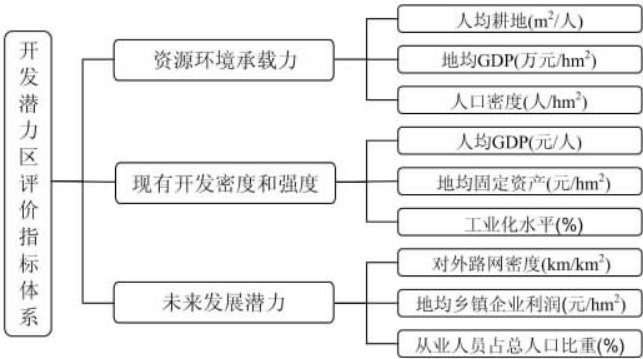 开发潜力区评价指标体系
资源环境承载力
人均耕地(m²/人)
地均GDP(万元/hm²)
人口密度(人/hm²)
现有开发密度和强度
人均GDP(元/人)
地均固定资产(元/hm²)
工业化水平(%)
未来发展潜力
对外路网密度(km/km²)
地均乡镇企业利润(元/hm²)
从业人员占总人口比重(%)